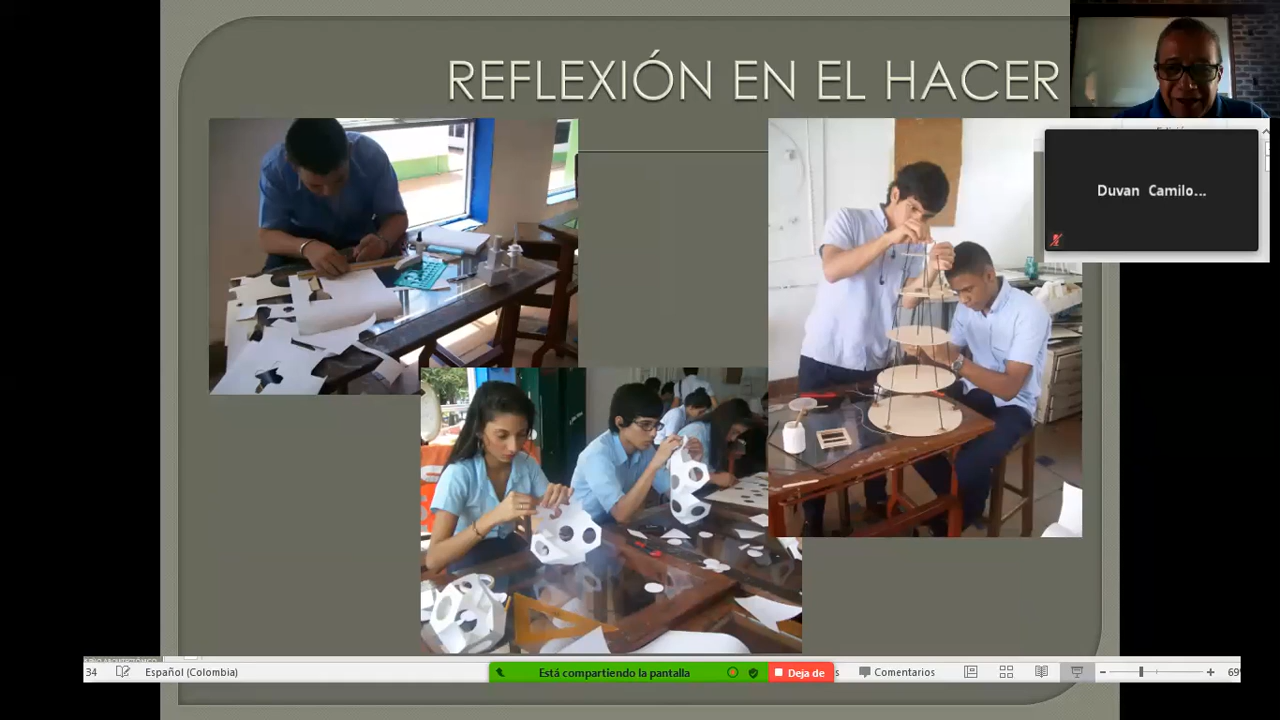 REFLEXIÓN EN EL HACER
Duvan Camilo...
34
Español (Colombia)
Está compartiendo la pantalla
Deja de
s
Comentarios
69